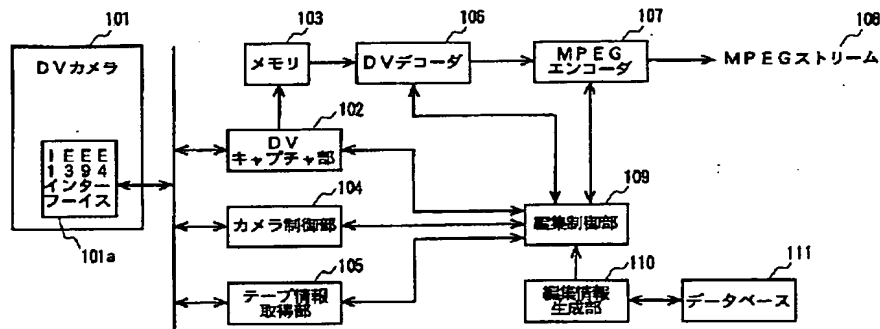 101
DVカメラ
IEEE
1394
インター
フーイス
101a
103
メモリ
106
DVデコーダ
107
MPEG
エンコーダ
108
MPEGストリーム
102
DV
キャプチャ部
104
カメラ制御部
105
テープ情報
取得部
109
編集制御部
110
編集情報
生成部
111
データベース